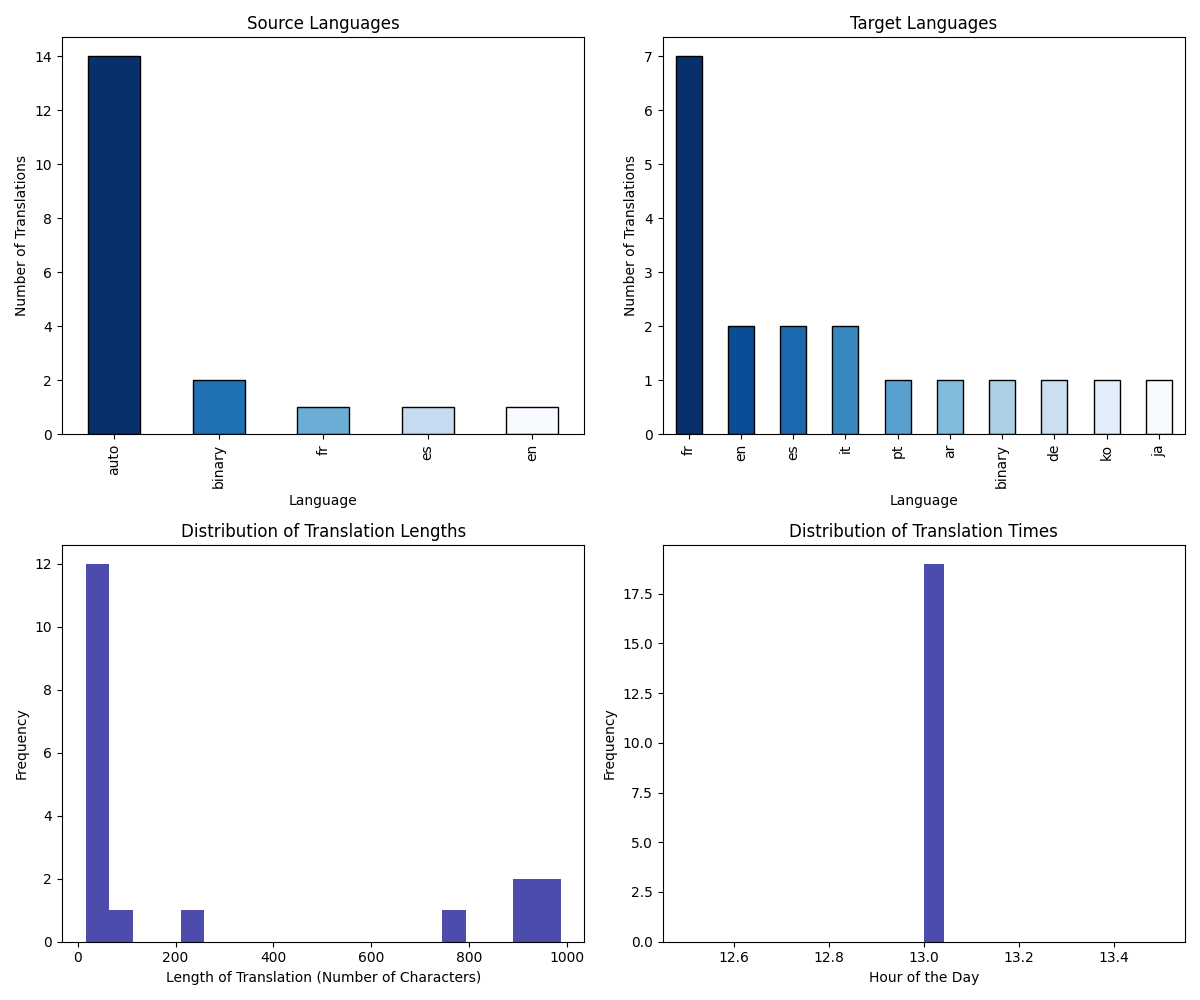 Source Languages
Number of Translations
14
12
10
8
6
4
2
0
auto
binary
fr
es
en
Language
Target Languages
Number of Translations
7
6
5
4
3
2
1
0
fr
en
es
it
pt
ar
binary
de
ko
ja
Language
Distribution of Translation Lengths
Frequency
12
10
8
6
4
2
0
0 200 400 600 800 1000
Length of Translation (Number of Characters)
Distribution of Translation Times
Frequency
17.5
15.0
12.5
10.0
7.5
5.0
2.5
0.0
12.6 12.8 13.0 13.2 13.4
Hour of the Day